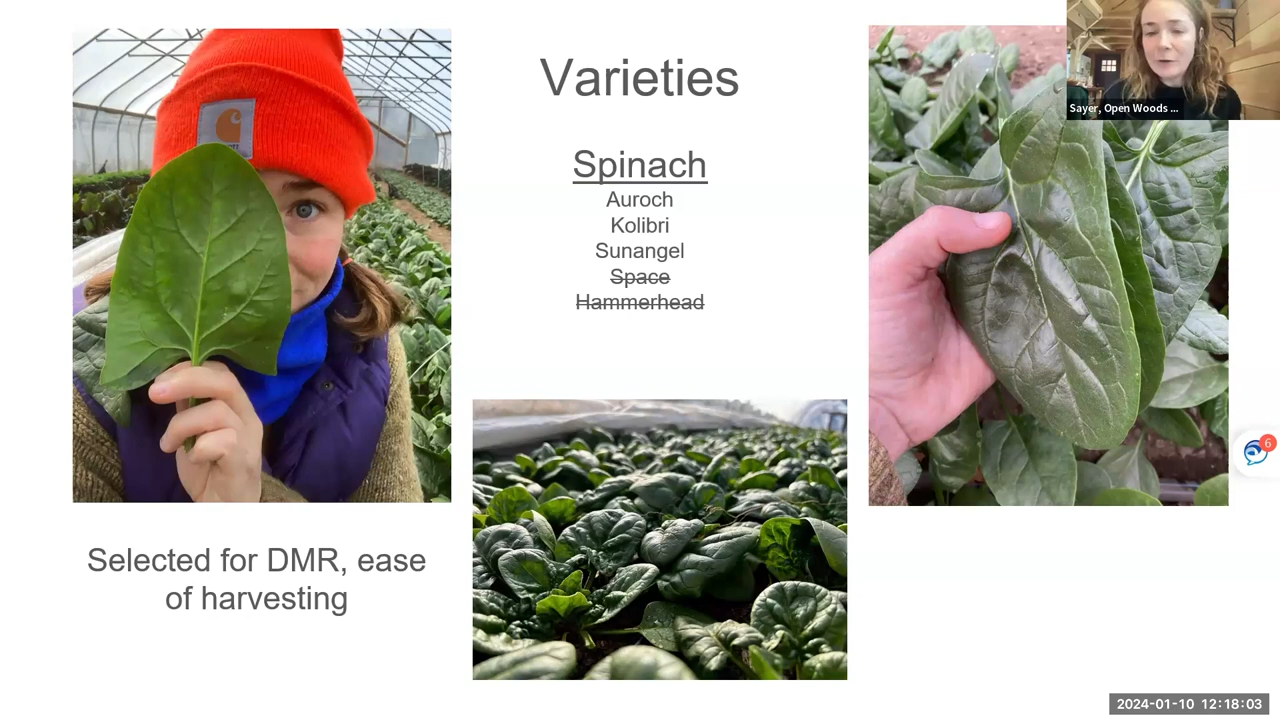 Varieties
Spinach
Auroch
Kolibri
Sunangel
Space
Hammerhead
Selected for DMR, ease
of harvesting
Sayer, Open Woods ...
6
2024-01-10 12:18:03